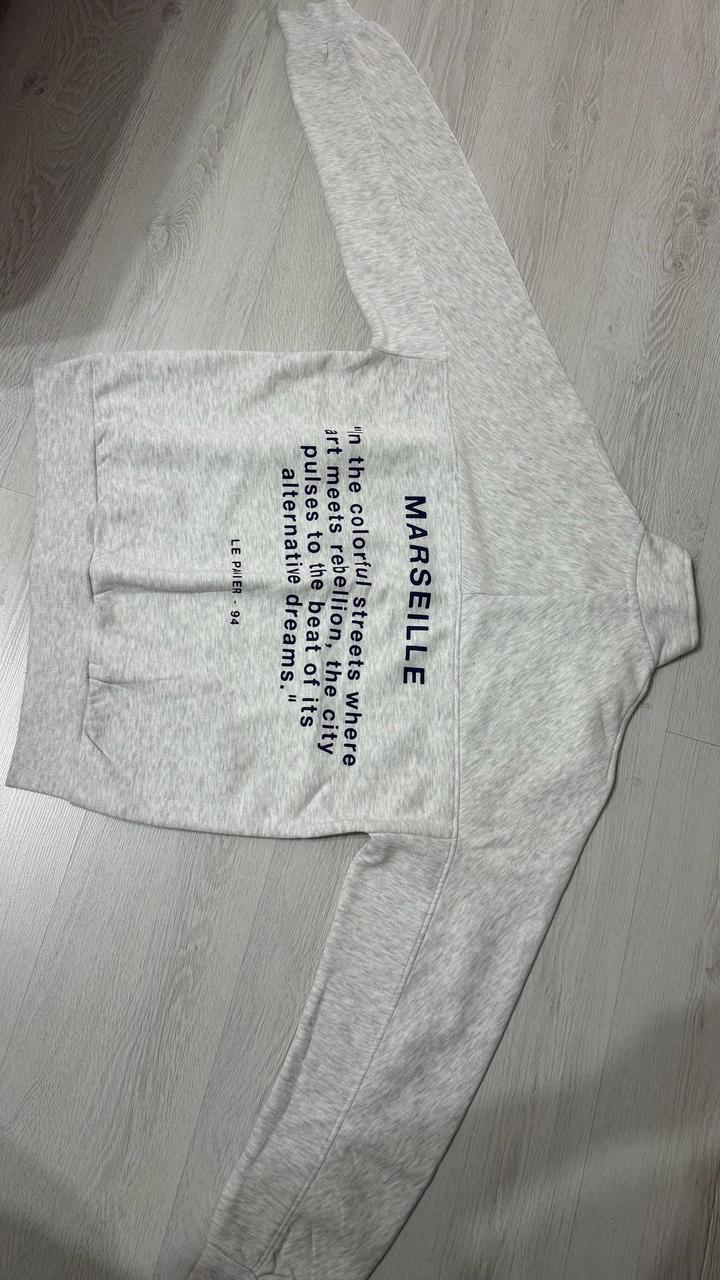 MARSEILLE
"In the colorful streets where
art meets rebellion, the city
pulses to the beat of its
alternative dreams."
LE PANIER - 94